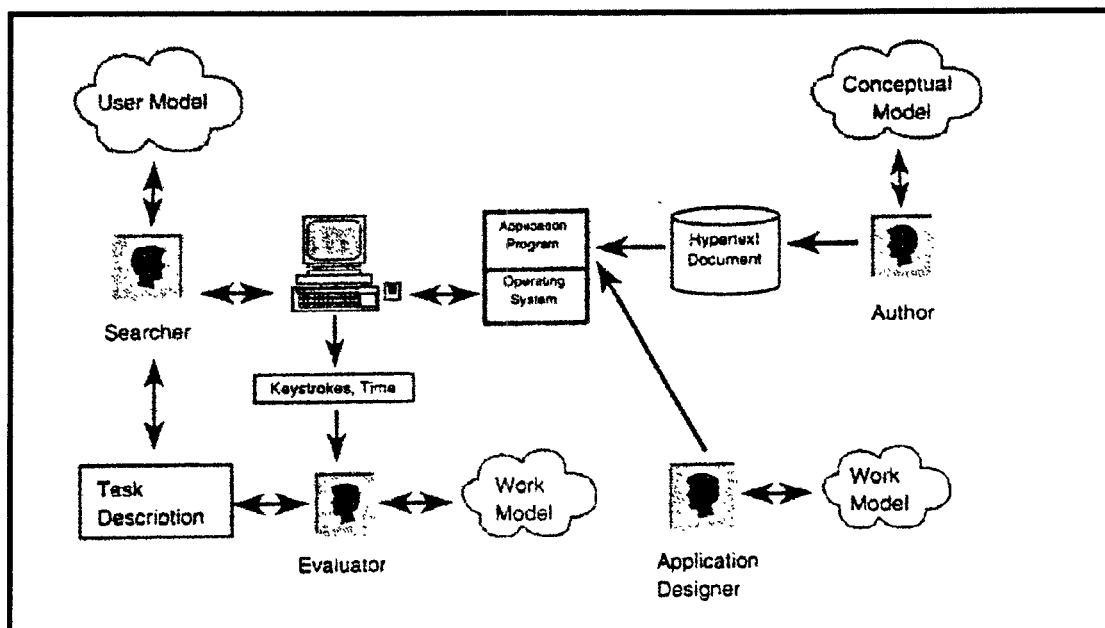 User Model
Conceptual
Model
Application
Program
Operating
System
Hypertext
Document
Searcher
Author
Keystrokes, Time
Task
Description
Work
Model
Work
Model
Evaluator
Application
Designer